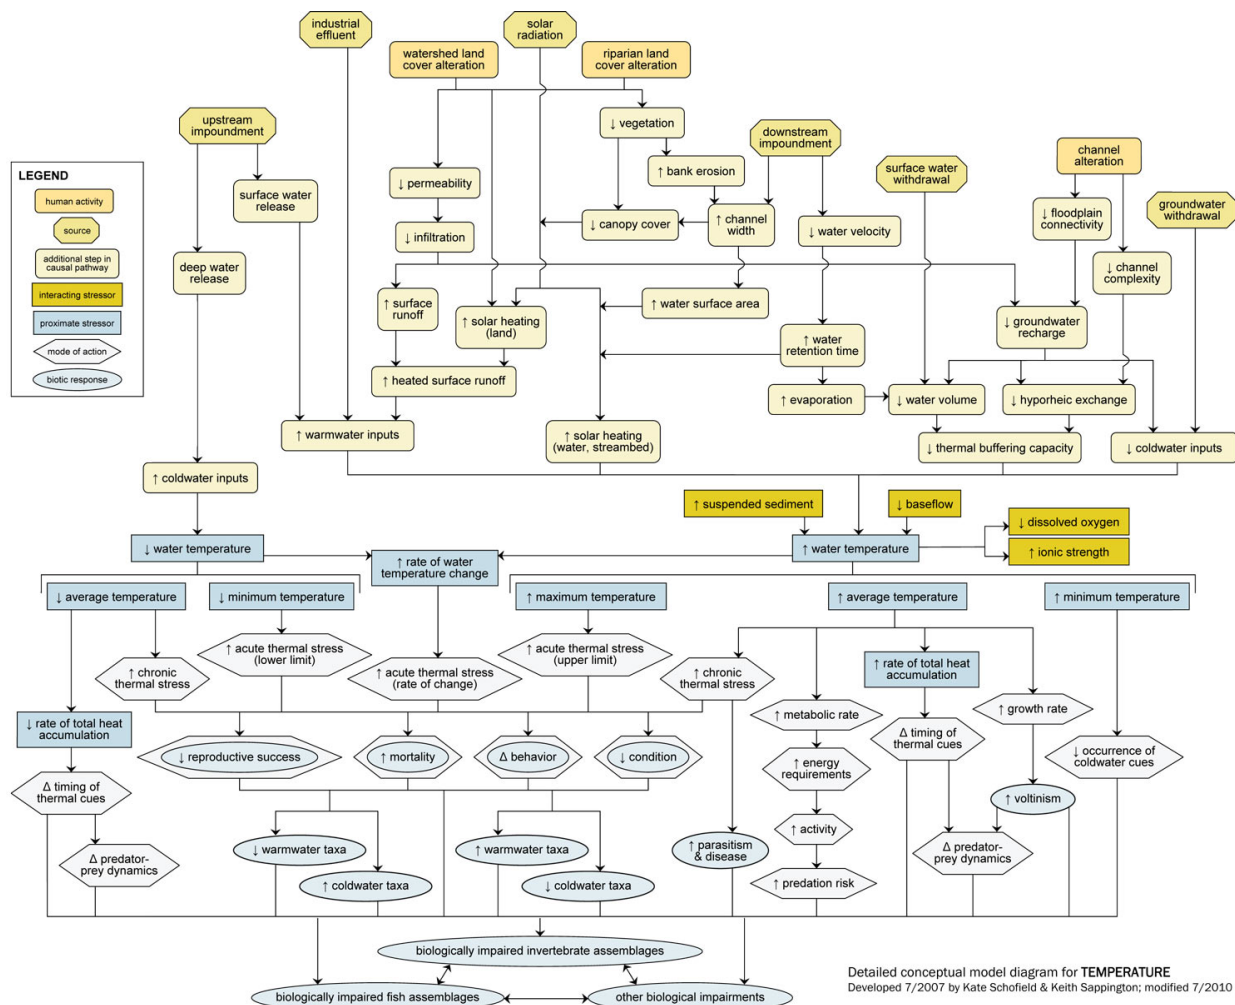 industrial
effluent
solar
radiation
watershed land
cover alteration
riparian land
cover alteration
upstream
impoundment
↓ vegetation
downstream
impoundment
surface water
withdrawal
channel
alteration
groundwater
withdrawal
LEGEND
human activity
source
additional step in
causal pathway
interacting stressor
proximate stressor
mode of action
biotic response
surface water
release
deep water
release
↓ permeability
↑ bank erosion
↓ infiltration
↓ canopy cover
↑ channel
width
↓ water velocity
↓ floodplain
connectivity
↓ channel
complexity
↑ surface
runoff
↑ solar heating
(land)
↑ water surface area
↑ water
retention time
↓ groundwater
recharge
↑ heated surface runoff
↑ evaporation
↓ water volume
↓ hyporheic exchange
↑ warmwater inputs
↑ solar heating
(water, streambed)
↓ thermal buffering capacity
↓ coldwater inputs
↑ coldwater inputs
↑ suspended sediment
↓ baseflow
↓ dissolved oxygen
↑ ionic strength
↓ water temperature
↑ rate of water
temperature change
↑ water temperature
↓ average temperature
↓ minimum temperature
↑ maximum temperature
↑ average temperature
↑ minimum temperature
↑ chronic
thermal stress
↑ acute thermal stress
(lower limit)
↑ acute thermal stress
(rate of change)
↑ acute thermal stress
(upper limit)
↑ chronic
thermal stress
↑ rate of total heat
accumulation
↓ rate of total heat
accumulation
↑ metabolic rate
↑ growth rate
Δ timing of
thermal cues
↓ occurrence of
coldwater cues
↓ reproductive success
↑ mortality
Δ behavior
↓ condition
↑ energy
requirements
Δ timing of
thermal cues
↑ voltinism
↑ activity
Δ predator-
prey dynamics
↓ warmwater taxa
↑ coldwater taxa
↑ warmwater taxa
↓ coldwater taxa
↑ parasitism
& disease
↑ predation risk
Δ predator-
prey dynamics
biologically impaired invertebrate assemblages
biologically impaired fish assemblages
other biological impairments
Detailed conceptual model diagram for TEMPERATURE
Developed 7/2007 by Kate Schofield & Keith Sappington; modified 7/2010